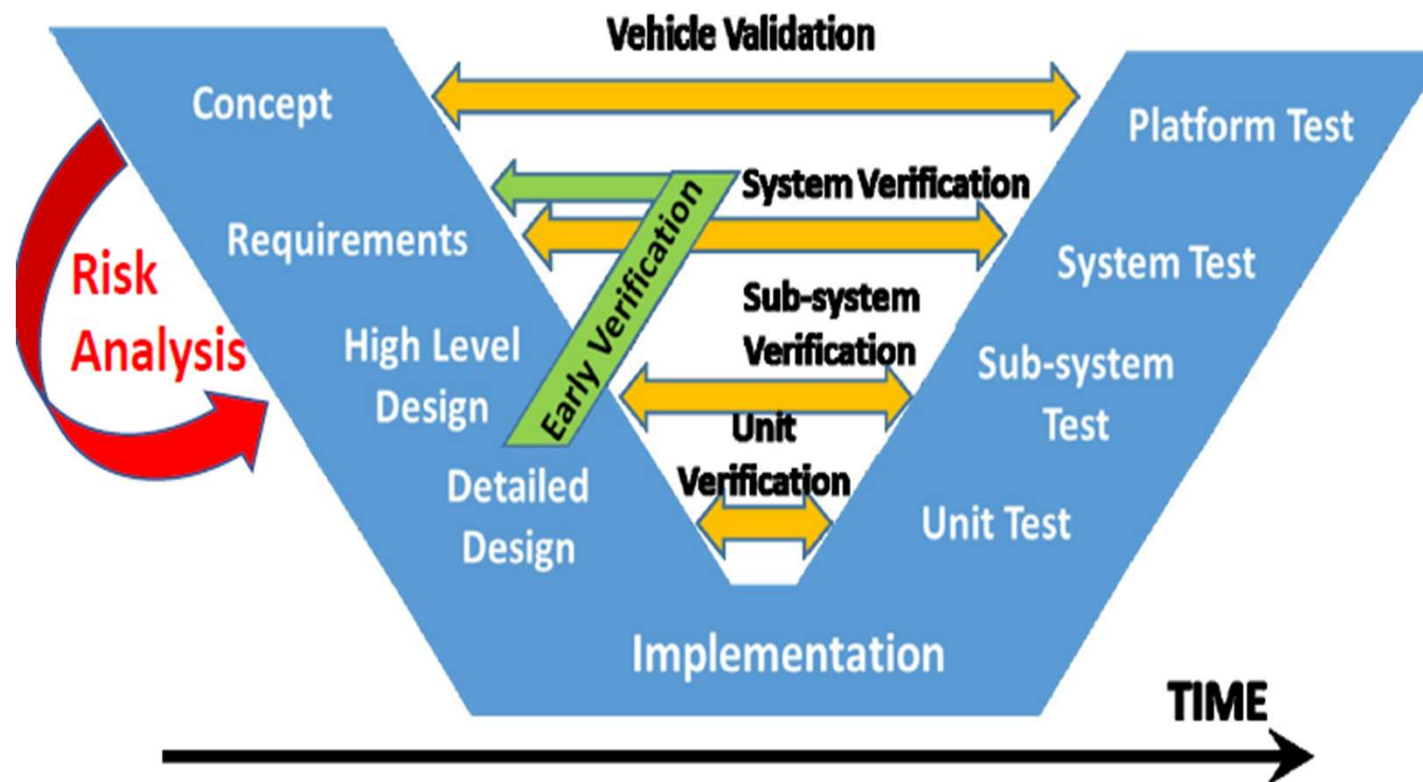 Vehicle Validation
Concept
Platform Test
System Verification
Requirements
System Test
Risk
Analysis
Early Verification
Sub-system
Verification
High Level
Design
Sub-system
Test
Unit
Verification
Detailed
Design
Unit Test
Implementation
TIME